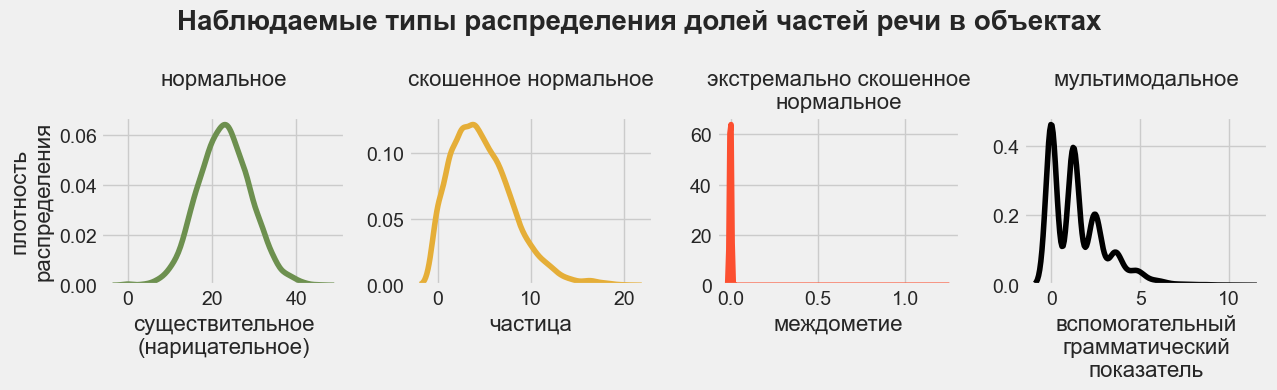 Наблюдаемые типы распределения долей частей речи в объектах
нормальное
скошенное нормальное
экстремально скошенное
нормальное
мультимодальное
плотность
распределения
0.06
0.04
0.02
0.00
0 20 40
существительное
(нарицательное)
0.10
0.05
0.00
0 10 20
частица
60
40
20
0
0.0 0.5 1.0
междометие
0.4
0.2
0.0
0 5 10
вспомогательный
грамматический
показатель